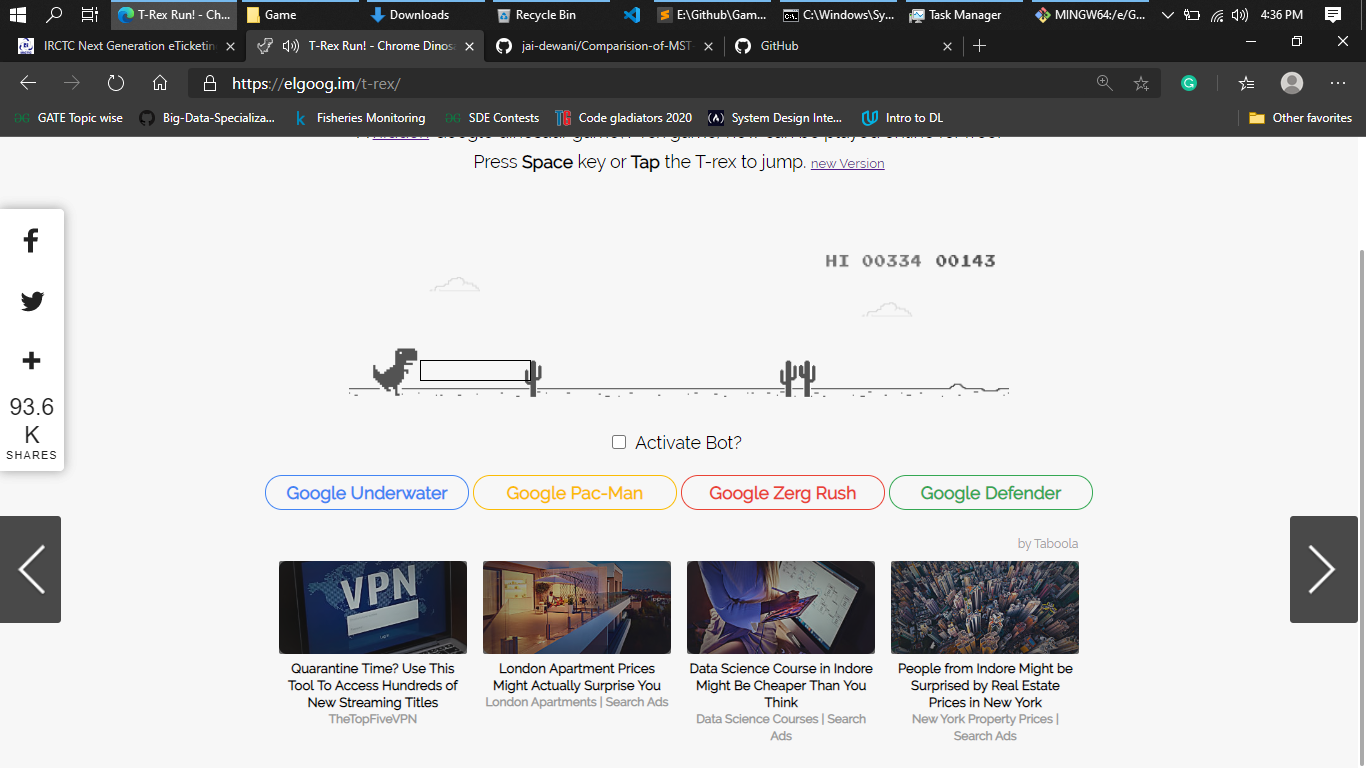 T-Rex Run! - Ch...
Game
Downloads
Recycle Bin
E:\Github\Gam...
C:\Windows\Sy...
Task Manager
MINGW64:/e/G...
4:36 PM
IRCTC Next Generation eTicketin
T-Rex Run! - Chrome Dinosa
jai-dewani/Comparision-of-MST-
GitHub
https://elgoog.im/t-rex/
GATE Topic wise
Big-Data-Specializa...
Fisheries Monitoring
SDE Contests
Code gladiators 2020
System Design Inte...
Intro to DL
Other favorites
Press Space key or Tap the T-rex to jump. new Version
93.6
K
SHARES
HI 00334 00143
Activate Bot?
Google Underwater
Google Pac-Man
Google Zerg Rush
Google Defender
by Taboola
VPN
Quarantine Time? Use This
Tool To Access Hundreds of
New Streaming Titles
TheTopFiveVPN
London Apartment Prices
Might Actually Surprise You
London Apartments | Search Ads
Data Science Course in Indore
Might Be Cheaper Than You
Think
Data Science Courses | Search
Ads
People from Indore Might be
Surprised by Real Estate
Prices in New York
New York Property Prices |
Search Ads